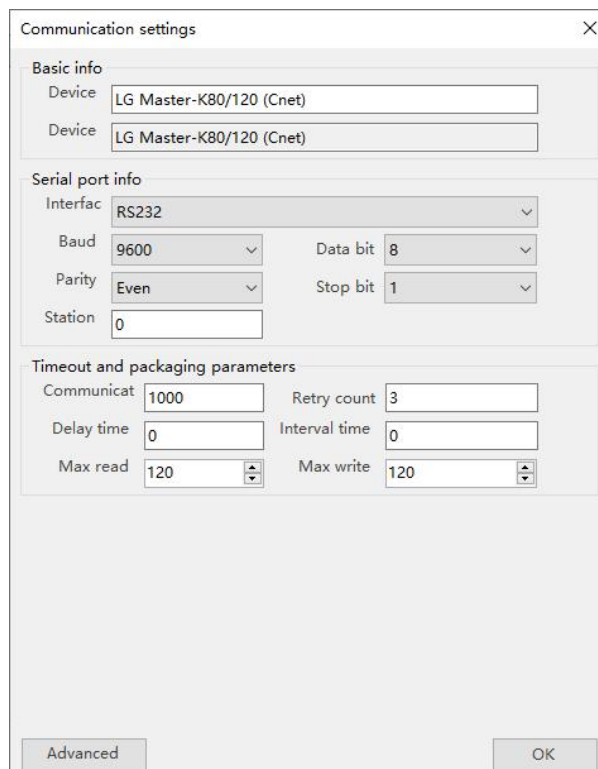 Communication settings
Basic info
Device LG Master-K80/120 (Cnet)
Device LG Master-K80/120 (Cnet)
Serial port info
Interfac RS232
Baud 9600 Data bit 8
Parity Even Stop bit 1
Station 0
Timeout and packaging parameters
Communicat 1000 Retry count 3
Delay time 0 Interval time 0
Max read 120 Max write 120
Advanced OK